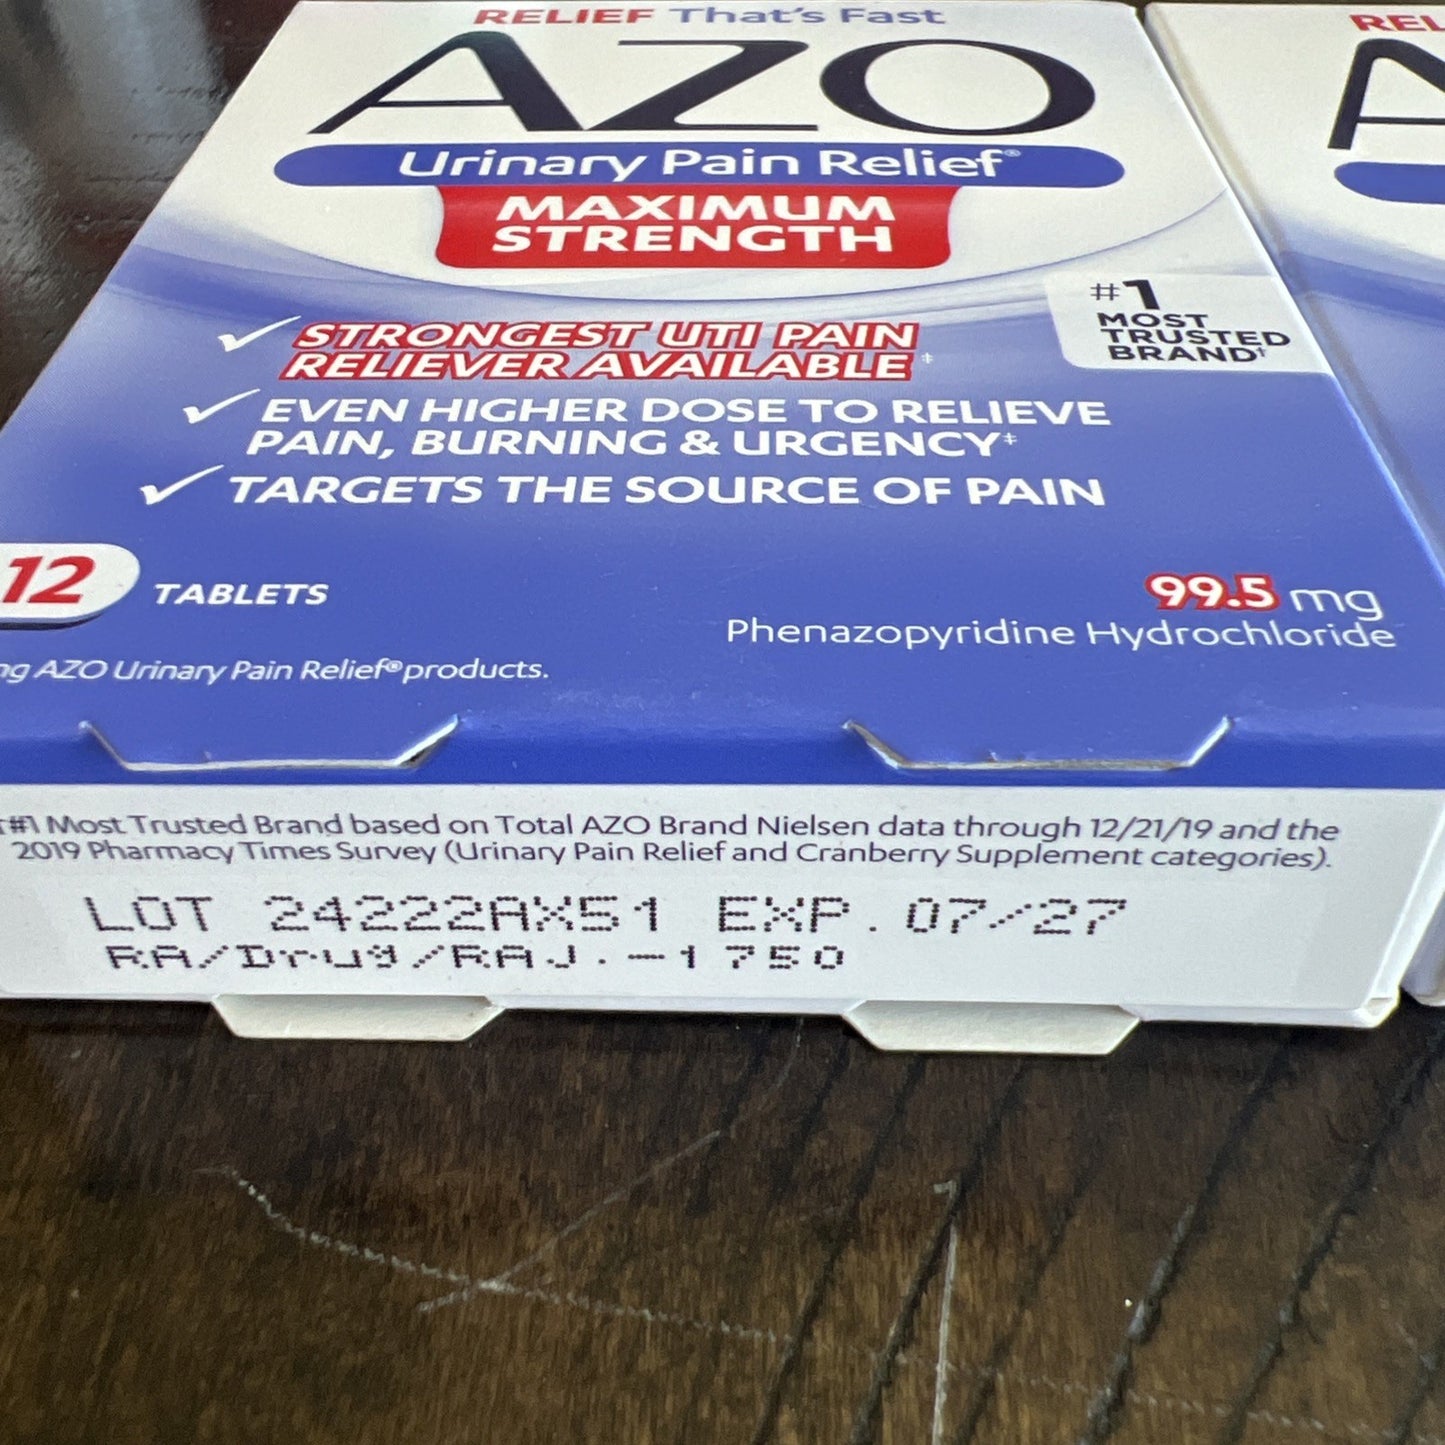 RELIEF That's Fast
AZO
Urinary Pain Relief®
MAXIMUM
STRENGTH
#1
MOST
TRUSTED
BRAND†
STRONGEST UTI PAIN
RELIEVER AVAILABLE‡
EVEN HIGHER DOSE TO RELIEVE
PAIN, BURNING & URGENCY‡
TARGETS THE SOURCE OF PAIN
12 TABLETS
99.5 mg
Phenazopyridine Hydrochloride
AZO Urinary Pain Relief® products.
#1 Most Trusted Brand based on Total AZO Brand Nielsen data through 12/21/19 and the
2019 Pharmacy Times Survey (Urinary Pain Relief and Cranberry Supplement categories).
LOT 24222AX51 EXP. 07/27
RA/Drug/RAJ.-1750